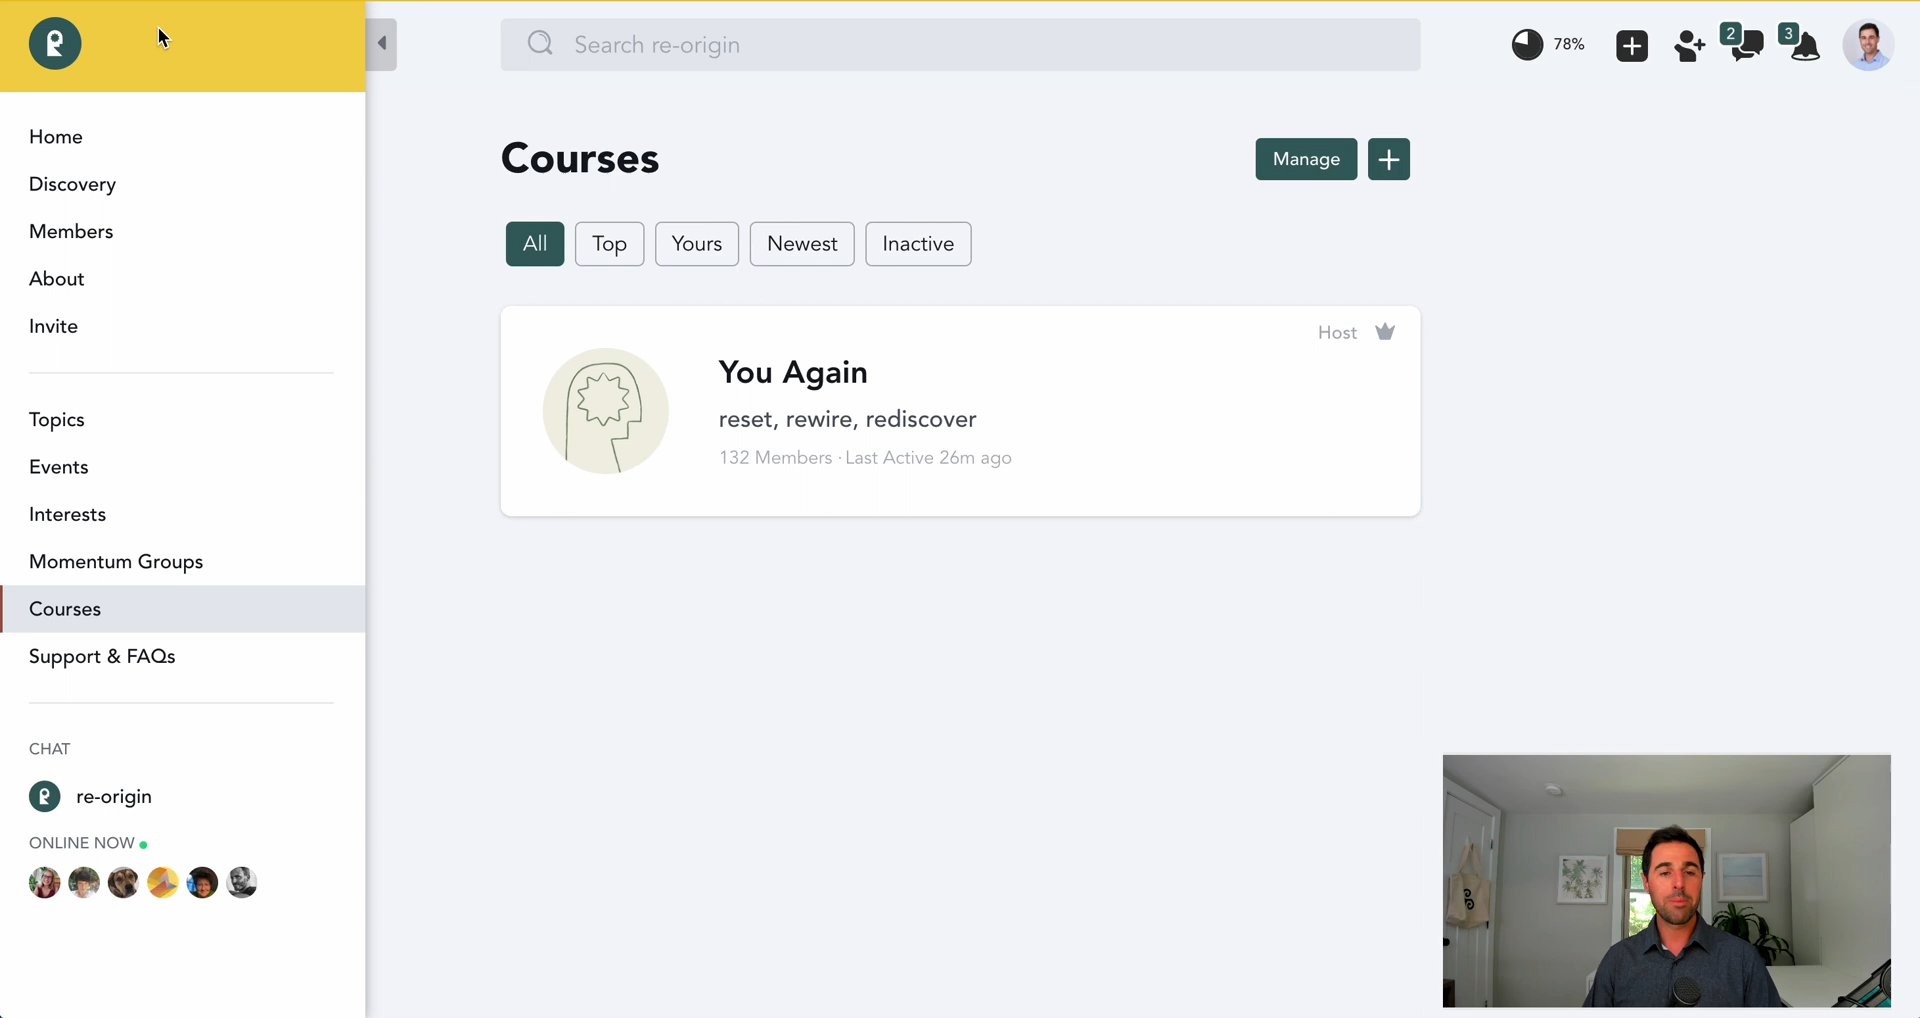 Search re-origin
78%
2
3
Home
Discovery
Members
About
Invite
Topics
Events
Interests
Momentum Groups
Courses
Support & FAQs
CHAT
re-origin
ONLINE NOW
Courses
Manage
All
Top
Yours
Newest
Inactive
Host
You Again
reset, rewire, rediscover
132 Members · Last Active 26m ago